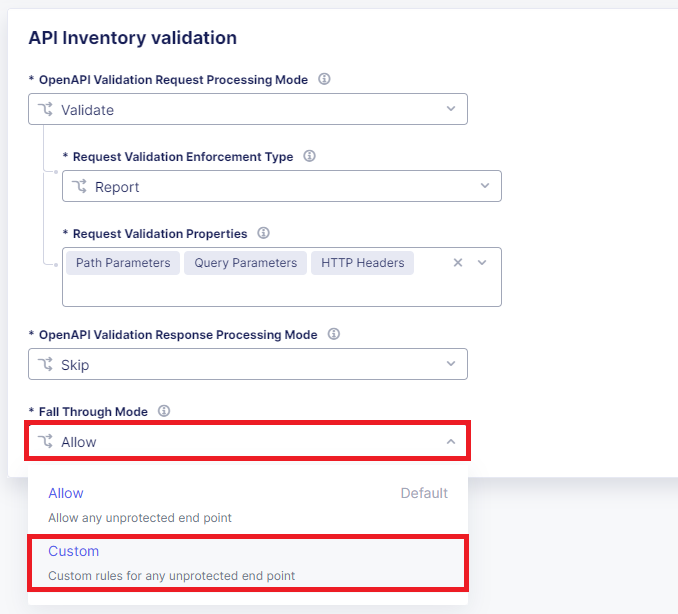 API Inventory validation
* OpenAPI Validation Request Processing Mode
Validate
* Request Validation Enforcement Type
Report
* Request Validation Properties
Path Parameters Query Parameters HTTP Headers
* OpenAPI Validation Response Processing Mode
Skip
* Fall Through Mode
Allow
Allow Default
Allow any unprotected end point
Custom
Custom rules for any unprotected end point